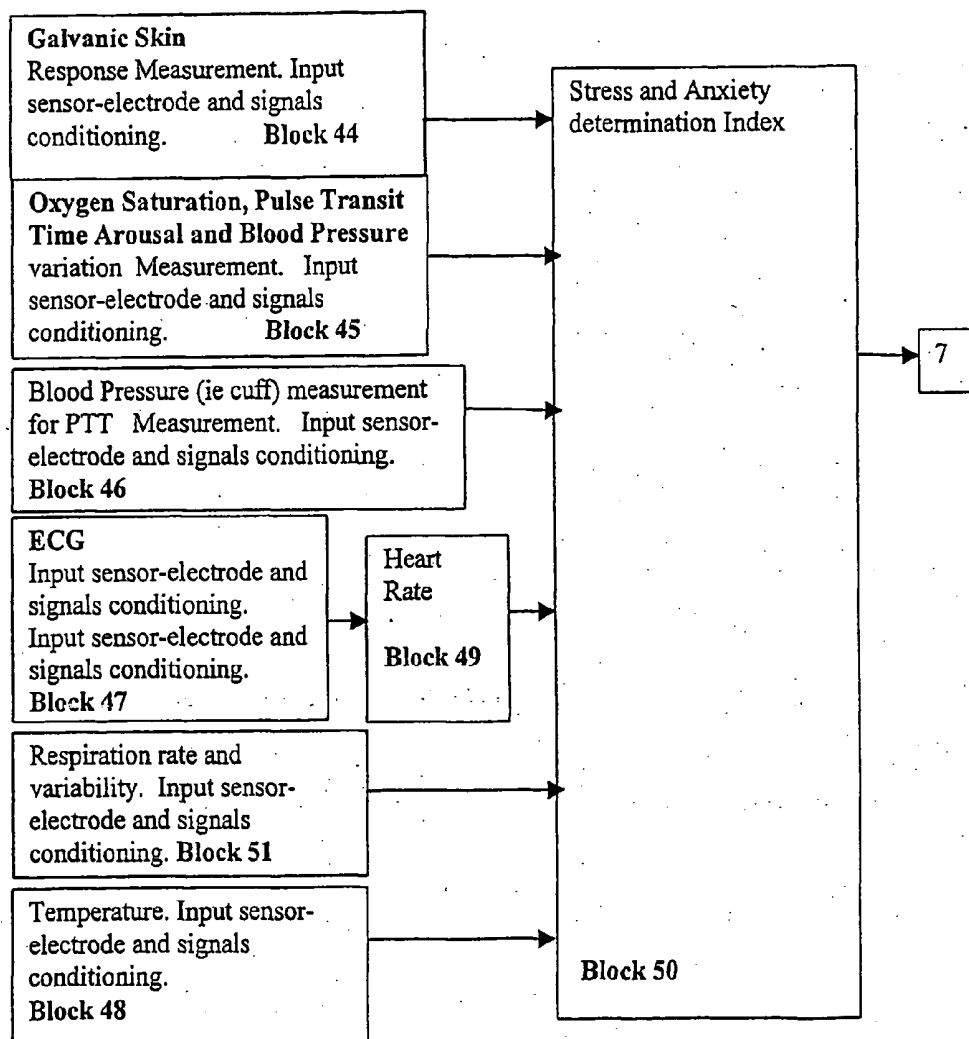 Galvanic Skin
Response Measurement. Input
sensor-electrode and signals
conditioning. Block 44
Oxygen Saturation, Pulse Transit
Time Arousal and Blood Pressure
variation Measurement. Input
sensor-electrode and signals
conditioning. Block 45
Blood Pressure (ie cuff) measurement
for PTT Measurement. Input sensor-
electrode and signals conditioning.
Block 46
ECG
Input sensor-electrode and
signals conditioning.
Input sensor-electrode and
signals conditioning.
Block 47
Heart
Rate
Block 49
Respiration rate and
variability. Input sensor-
electrode and signals
conditioning. Block 51
Temperature. Input sensor-
electrode and signals
conditioning.
Block 48
Stress and Anxiety
determination Index
Block 50
7